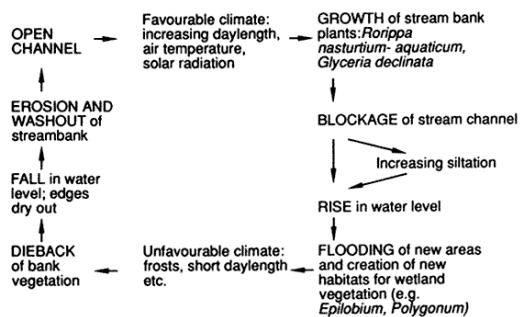 OPEN
CHANNEL
Favourable climate:
increasing daylength,
air temperature,
solar radiation
GROWTH of stream bank
plants:Rorippa
nasturtium- aquaticum,
Glyceria declinata
BLOCKAGE of stream channel
Increasing siltation
RISE in water level
FLOODING of new areas
and creation of new
habitats for wetland
vegetation (e.g.
Epilobium, Polygonum)
Unfavourable climate:
frosts, short daylength
etc.
DIEBACK
of bank
vegetation
FALL in water
level; edges
dry out
EROSION AND
WASHOUT of
streambank